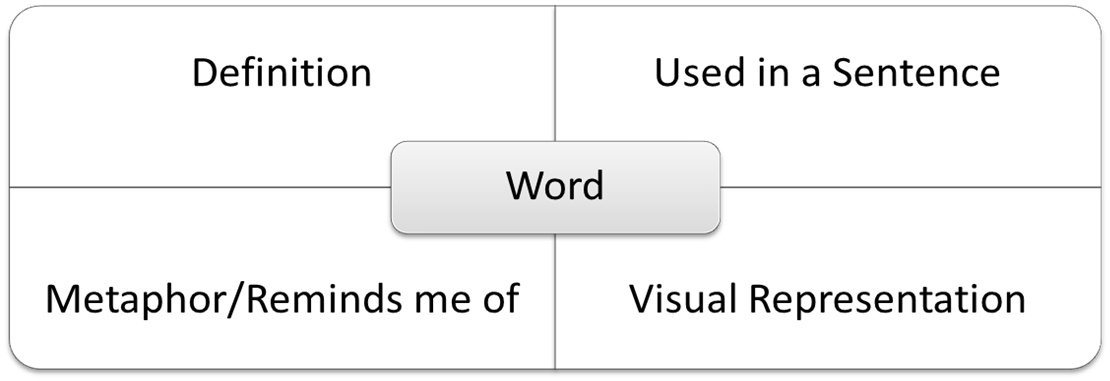 Definition
Used in a Sentence
Word
Metaphor/Reminds me of
Visual Representation